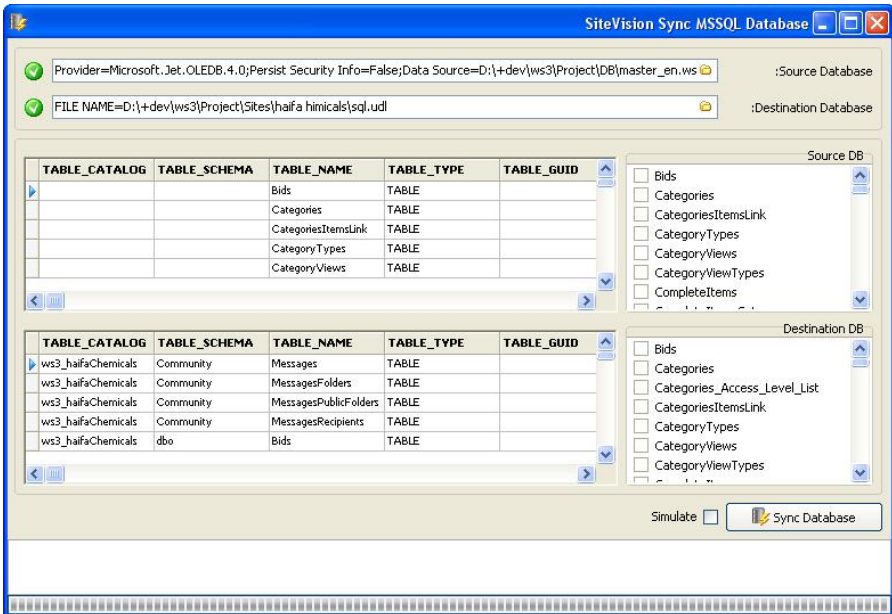 SiteVision Sync MSSQL Database
Provider=Microsoft.Jet.OLEDB.4.0;Persist Security Info=False;Data Source=D:\+dev\ws3\Project\DB\master_en.ws
:Source Database
FILE NAME=D:\+dev\ws3\Project\Sites\haifa himicals\sql.udl
:Destination Database
TABLE_CATALOG TABLE_SCHEMA TABLE_NAME TABLE_TYPE TABLE_GUID
Bids TABLE
Categories TABLE
CategoriesItemsLink TABLE
CategoryTypes TABLE
CategoryViews TABLE
Source DB
Bids
Categories
CategoriesItemsLink
CategoryTypes
CategoryViews
CategoryViewTypes
CompleteItems
TABLE_CATALOG TABLE_SCHEMA TABLE_NAME TABLE_TYPE TABLE_GUID
ws3_haifaChemicals Community Messages TABLE
ws3_haifaChemicals Community MessagesFolders TABLE
ws3_haifaChemicals Community MessagesPublicFolders TABLE
ws3_haifaChemicals Community MessagesRecipients TABLE
ws3_haifaChemicals dbo Bids TABLE
Destination DB
Bids
Categories
Categories_Access_Level_List
CategoriesItemsLink
CategoryTypes
CategoryViews
CategoryViewTypes
Simulate
Sync Database